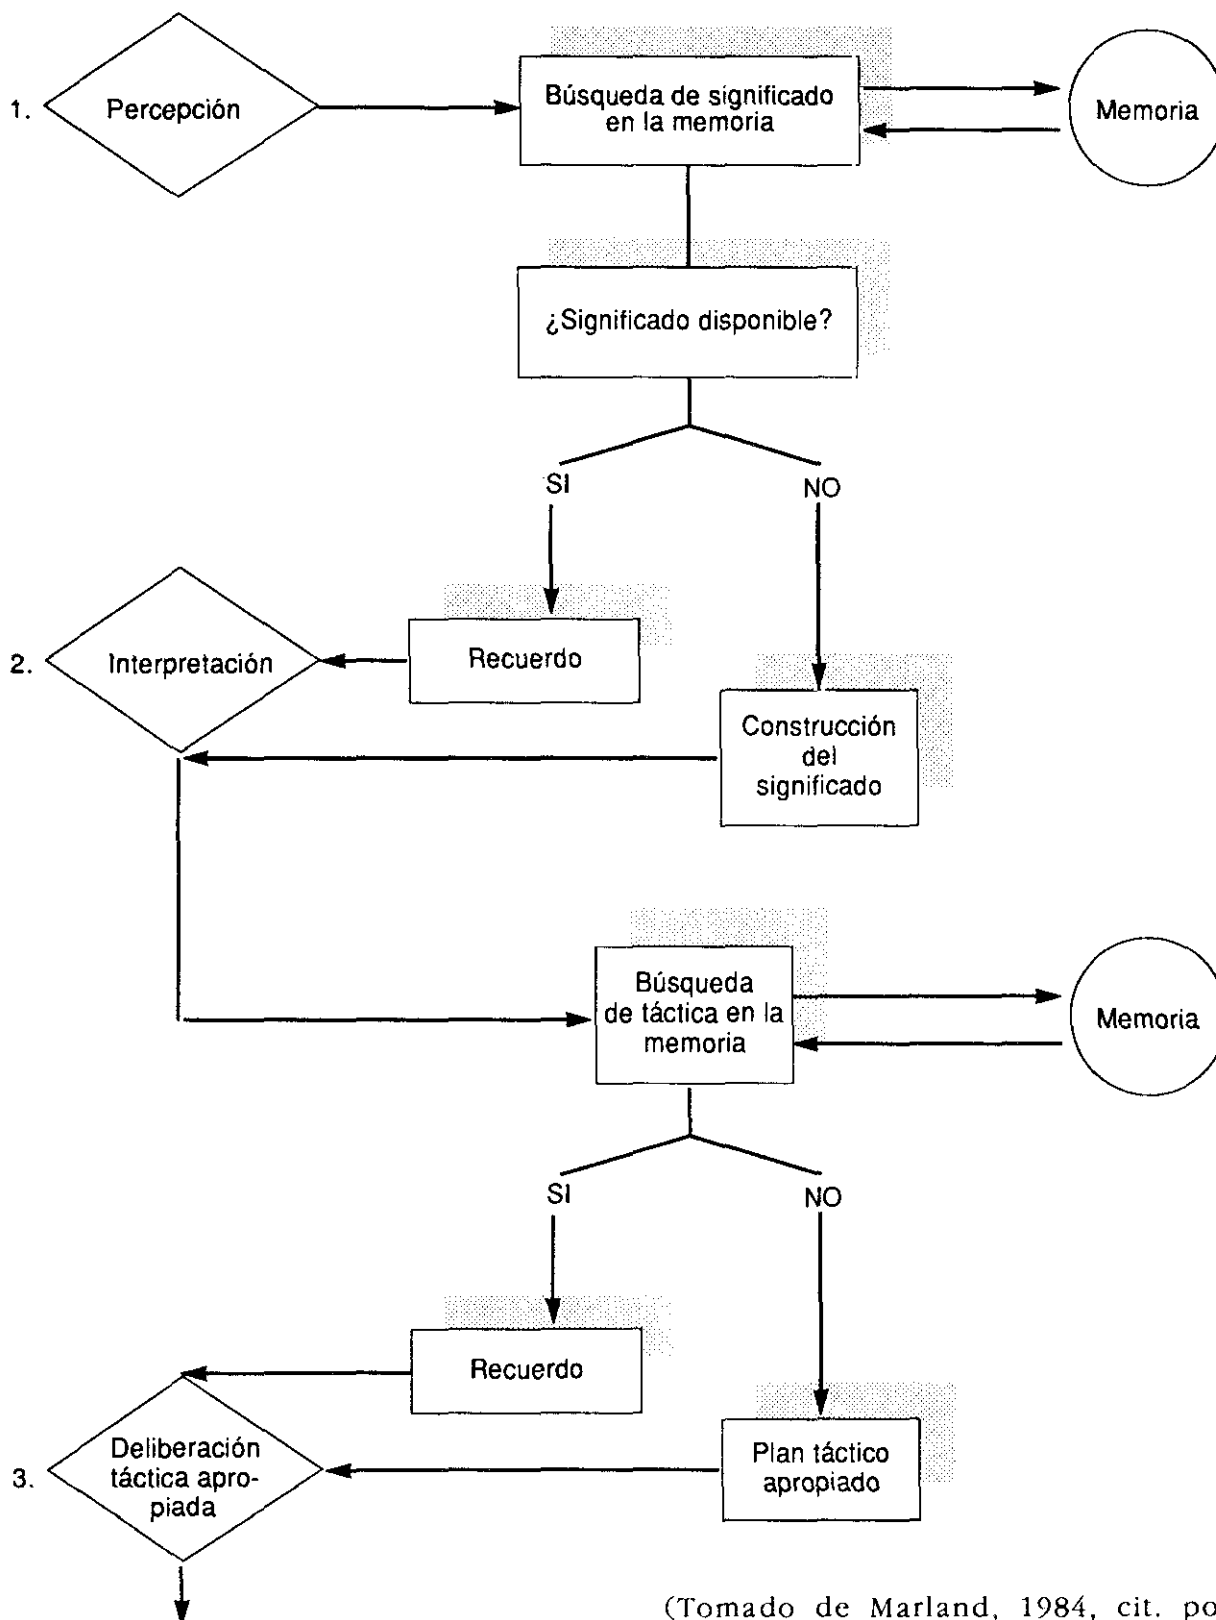 1.
Percepción
Búsqueda de significado
en la memoria
Memoria
¿Significado disponible?
SI
NO
2.
Interpretación
Recuerdo
Construcción
del
significado
Búsqueda
de táctica en la
memoria
Memoria
SI
NO
Recuerdo
3.
Deliberación
táctica apro-
piada
Plan táctico
apropiado
(Tomado de Marland, 1984, cit. po